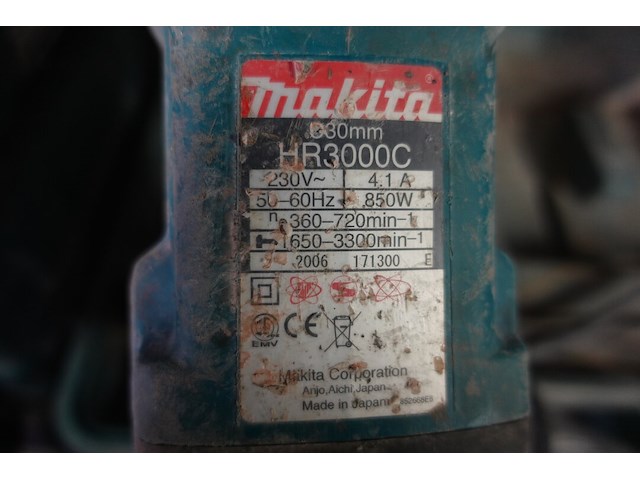 makita
30mm
HR3000C
230V~ 4.1 A
50-60Hz 850W
n 360-720min-1
1650-3300min-1
2006 171300 E
EMV
CE
Makita Corporation
Anjo, Aichi, Japan
Made in Japan